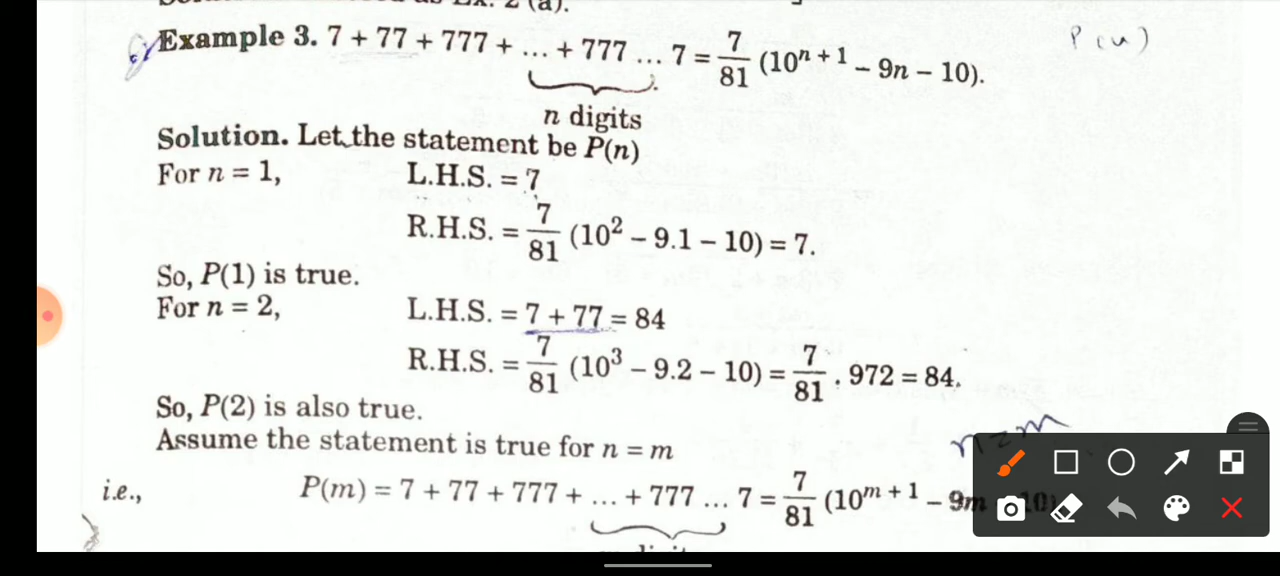 Example 3. 7 + 77 + 777 + ... + 777 ... 7 = 7/81 (10^{n + 1} – 9n – 10).
P(n)
n digits
Solution. Let the statement be P(n)
For n = 1, L.H.S. = 7
R.H.S. = 7/81 (10² – 9.1 – 10) = 7.
So, P(1) is true.
For n = 2, L.H.S. = 7 + 77 = 84
R.H.S. = 7/81 (10³ – 9.2 – 10) = 7/81 . 972 = 84.
So, P(2) is also true.
Assume the statement is true for n = m
n=m
i.e., P(m) = 7 + 77 + 777 + ... + 777 ... 7 = 7/81 (10^{m + 1} – 9m – 10)